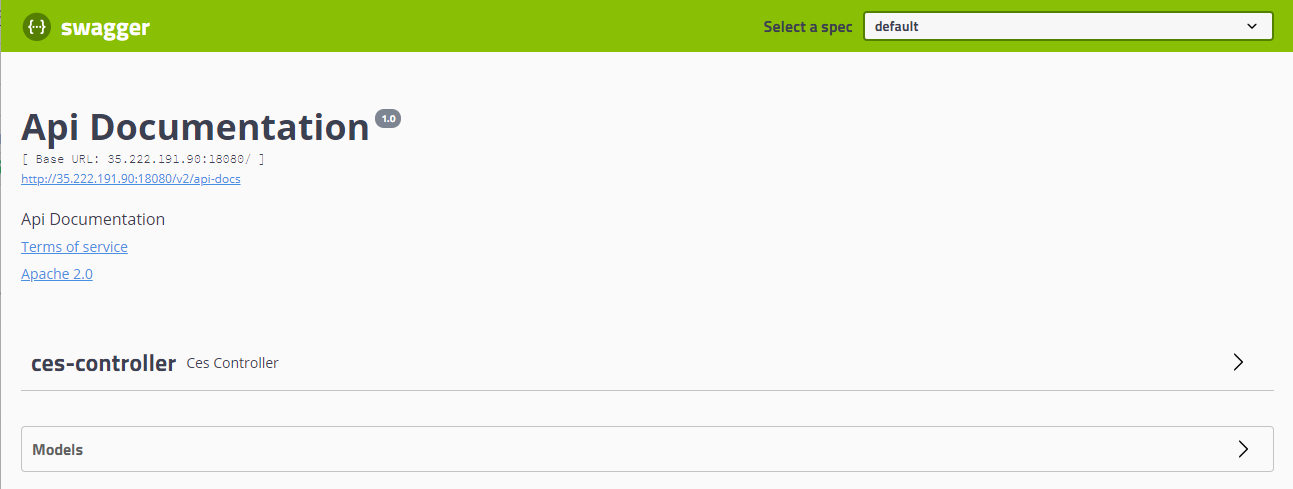 {···} swagger
Select a spec default
Api Documentation 1.0
[ Base URL: 35.222.191.90:18080/ ]
http://35.222.191.90:18080/v2/api-docs
Api Documentation
Terms of service
Apache 2.0
ces-controller Ces Controller
Models